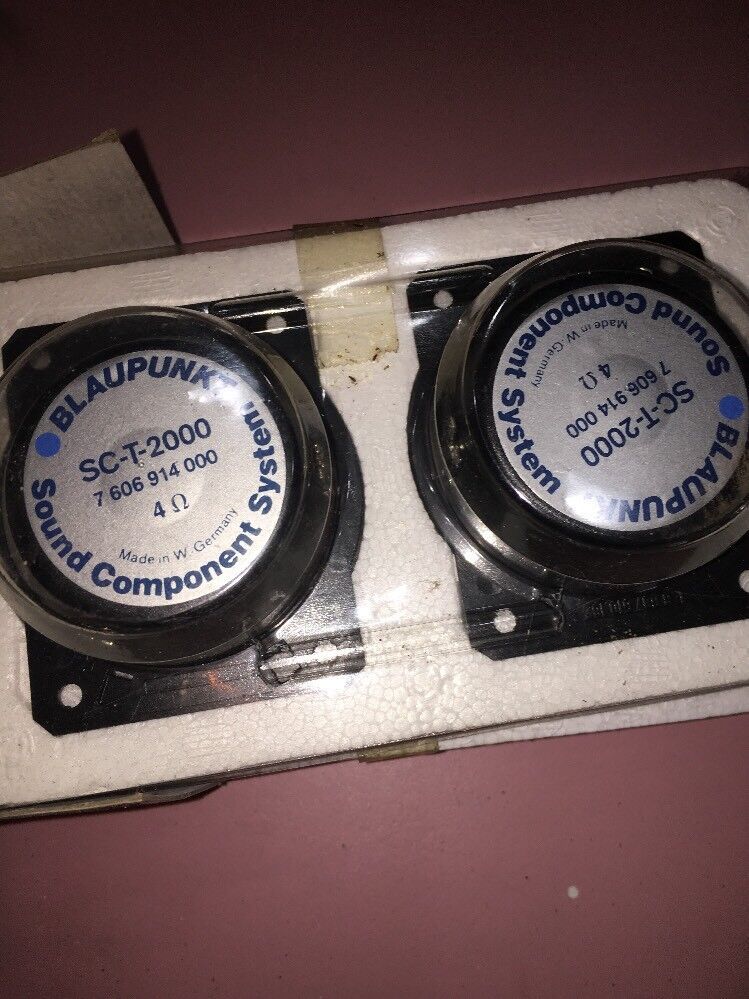 BLAUPUNKT
SC-T-2000
7 606 914 000
4 Ω
Made in W. Germany
Sound Component System
BLAUPUNKT
SC-T-2000
7 606 914 000
4 Ω
Made in W. Germany
Sound Component System